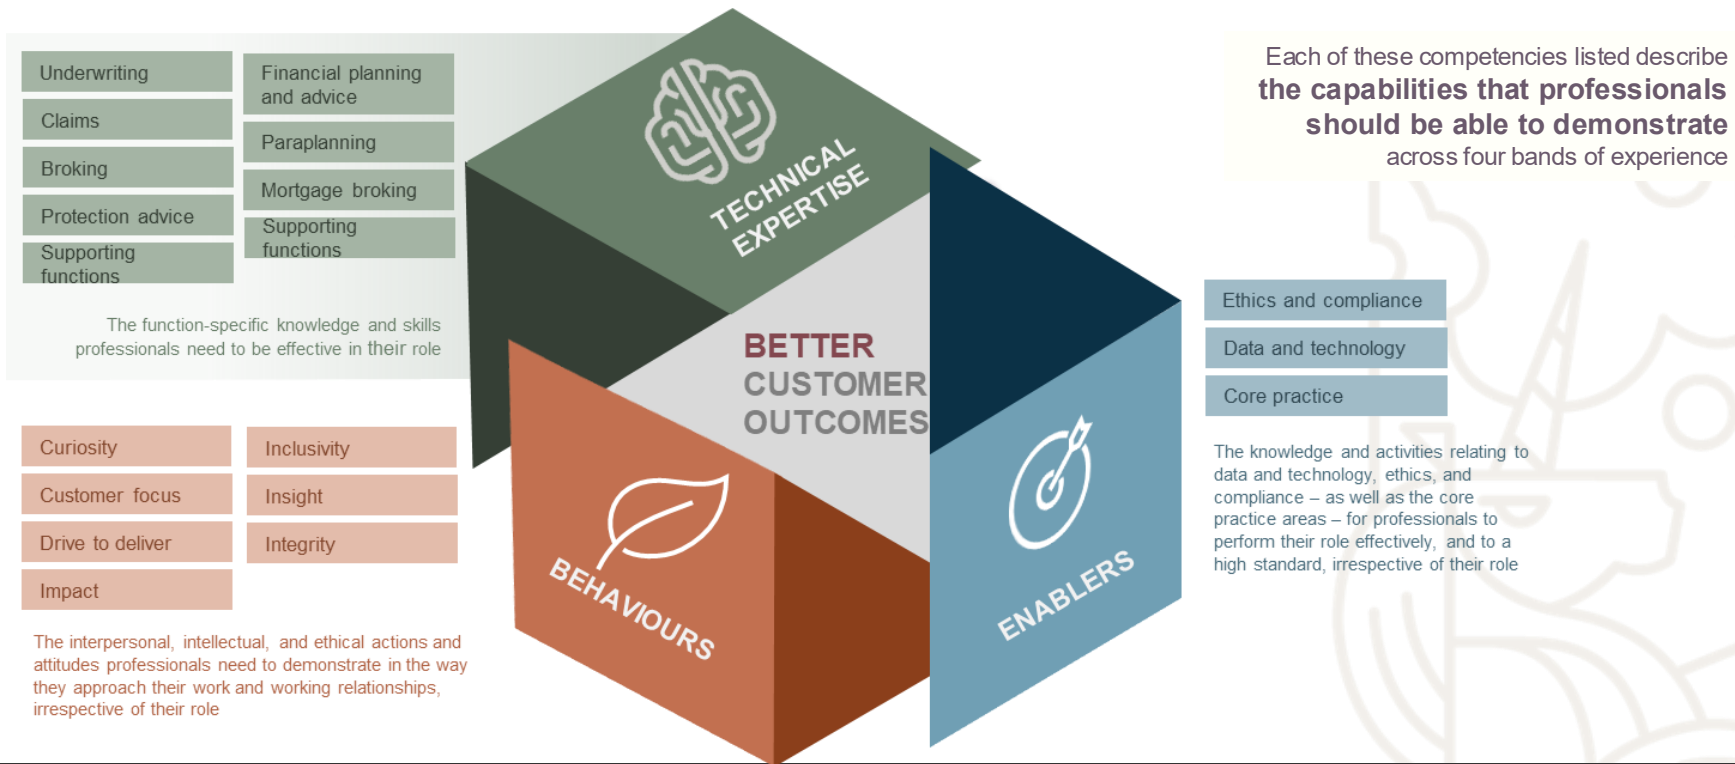 Underwriting
Claims
Broking
Protection advice
Supporting
functions
Financial planning
and advice
Paraplanning
Mortgage broking
Supporting
functions
The function-specific knowledge and skills
professionals need to be effective in their role
TECHNICAL
EXPERTISE
Each of these competencies listed describe
the capabilities that professionals
should be able to demonstrate
across four bands of experience
BETTER
CUSTOMER
OUTCOMES
Ethics and compliance
Data and technology
Core practice
The knowledge and activities relating to
data and technology, ethics, and
compliance – as well as the core
practice areas – for professionals to
perform their role effectively, and to a
high standard, irrespective of their role
ENABLERS
Curiosity
Customer focus
Drive to deliver
Impact
Inclusivity
Insight
Integrity
The interpersonal, intellectual, and ethical actions and
attitudes professionals need to demonstrate in the way
they approach their work and working relationships,
irrespective of their role
BEHAVIOURS